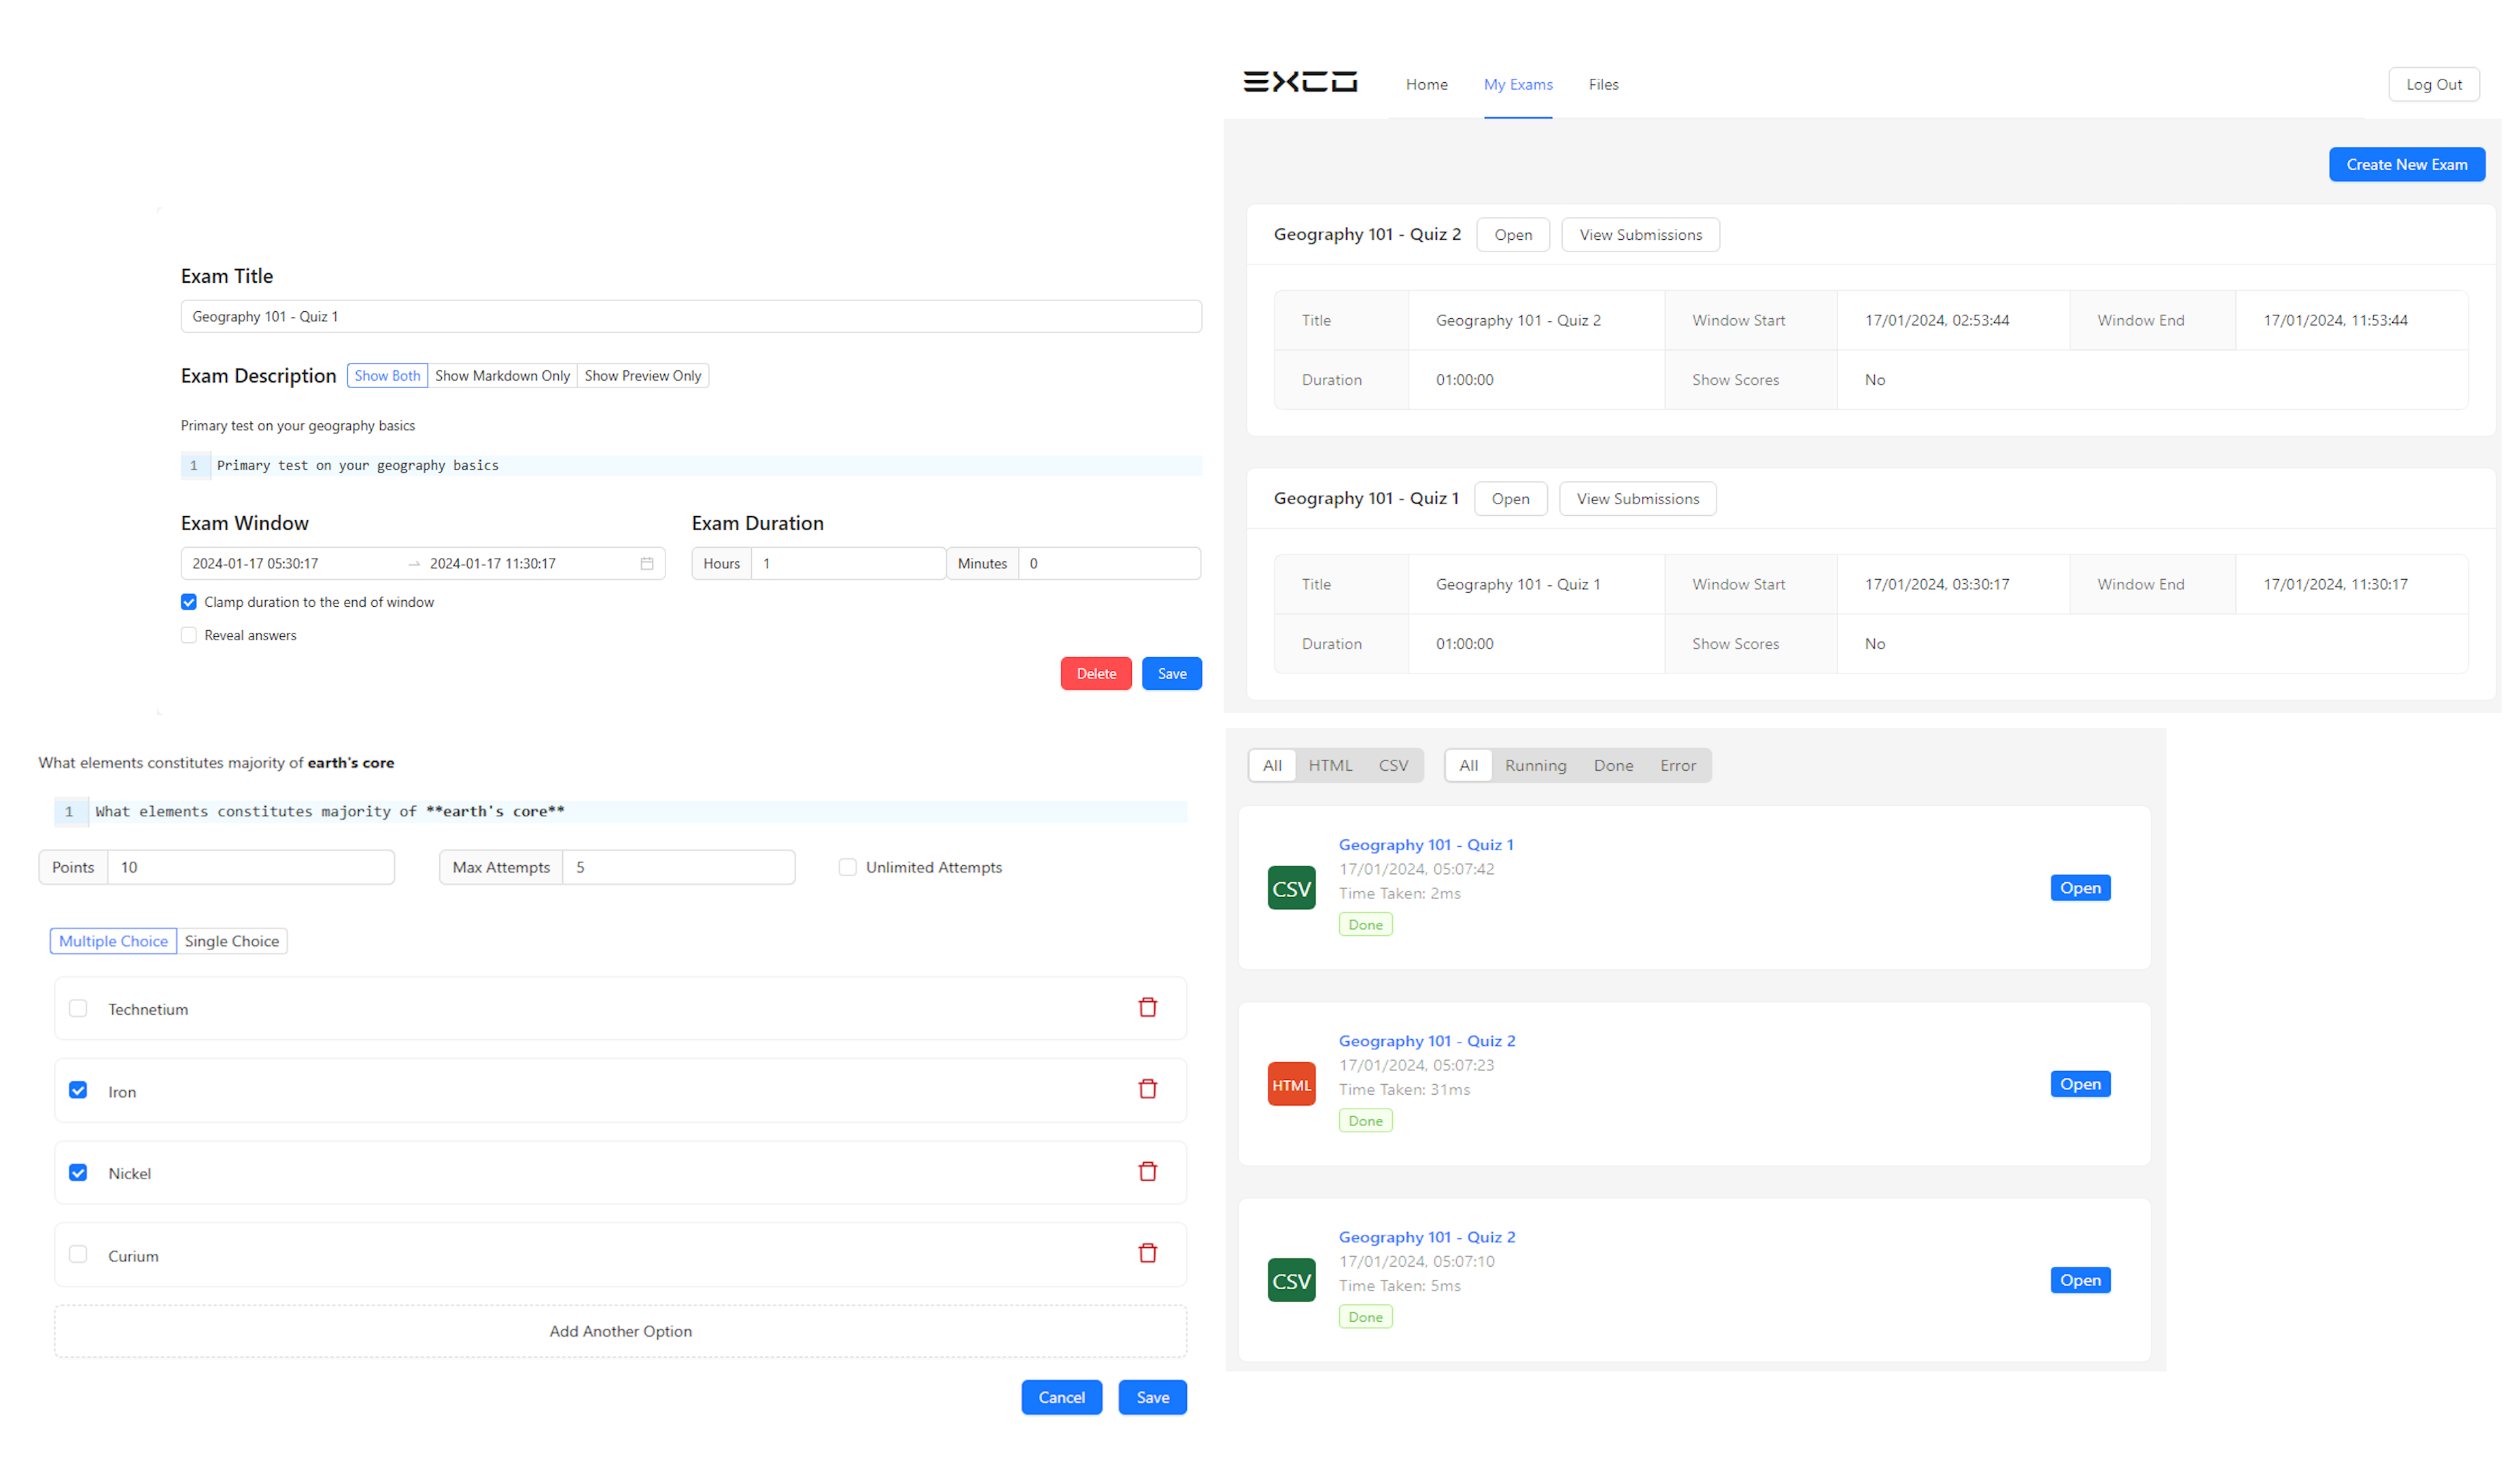 Exam Title
Geography 101 - Quiz 1
Exam Description Show Both Show Markdown Only Show Preview Only
Primary test on your geography basics
1 Primary test on your geography basics
Exam Window Exam Duration
2024-01-17 05:30:17 → 2024-01-17 11:30:17 Hours 1 Minutes 0
Clamp duration to the end of window
Reveal answers
Delete Save
EXCO Home My Exams Files Log Out
Create New Exam
Geography 101 - Quiz 2 Open View Submissions
Title Geography 101 - Quiz 2 Window Start 17/01/2024, 02:53:44 Window End 17/01/2024, 11:53:44
Duration 01:00:00 Show Scores No
Geography 101 - Quiz 1 Open View Submissions
Title Geography 101 - Quiz 1 Window Start 17/01/2024, 03:30:17 Window End 17/01/2024, 11:30:17
Duration 01:00:00 Show Scores No
What elements constitutes majority of earth's core
1 What elements constitutes majority of **earth's core**
Points 10 Max Attempts 5 Unlimited Attempts
Multiple Choice Single Choice
Technetium
Iron
Nickel
Curium
Add Another Option
Cancel Save
All HTML CSV All Running Done Error
Geography 101 - Quiz 1
17/01/2024, 05:07:42
CSV Time Taken: 2ms Open
Done
Geography 101 - Quiz 2
17/01/2024, 05:07:23
HTML Time Taken: 31ms Open
Done
Geography 101 - Quiz 2
17/01/2024, 05:07:10
CSV Time Taken: 5ms Open
Done